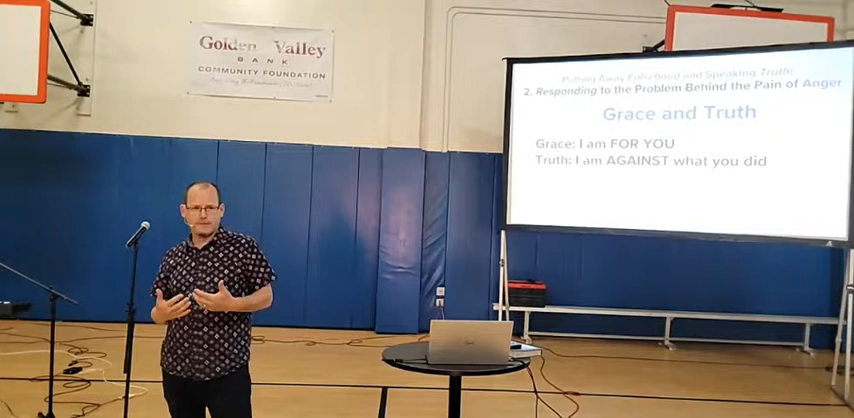 Golden Valley
BANK
COMMUNITY FOUNDATION
Putting Away Falsehood and Speaking Truth:
2. Responding to the Problem Behind the Pain of Anger
Grace and Truth
Grace: I am FOR YOU
Truth: I am AGAINST what you did
DELL